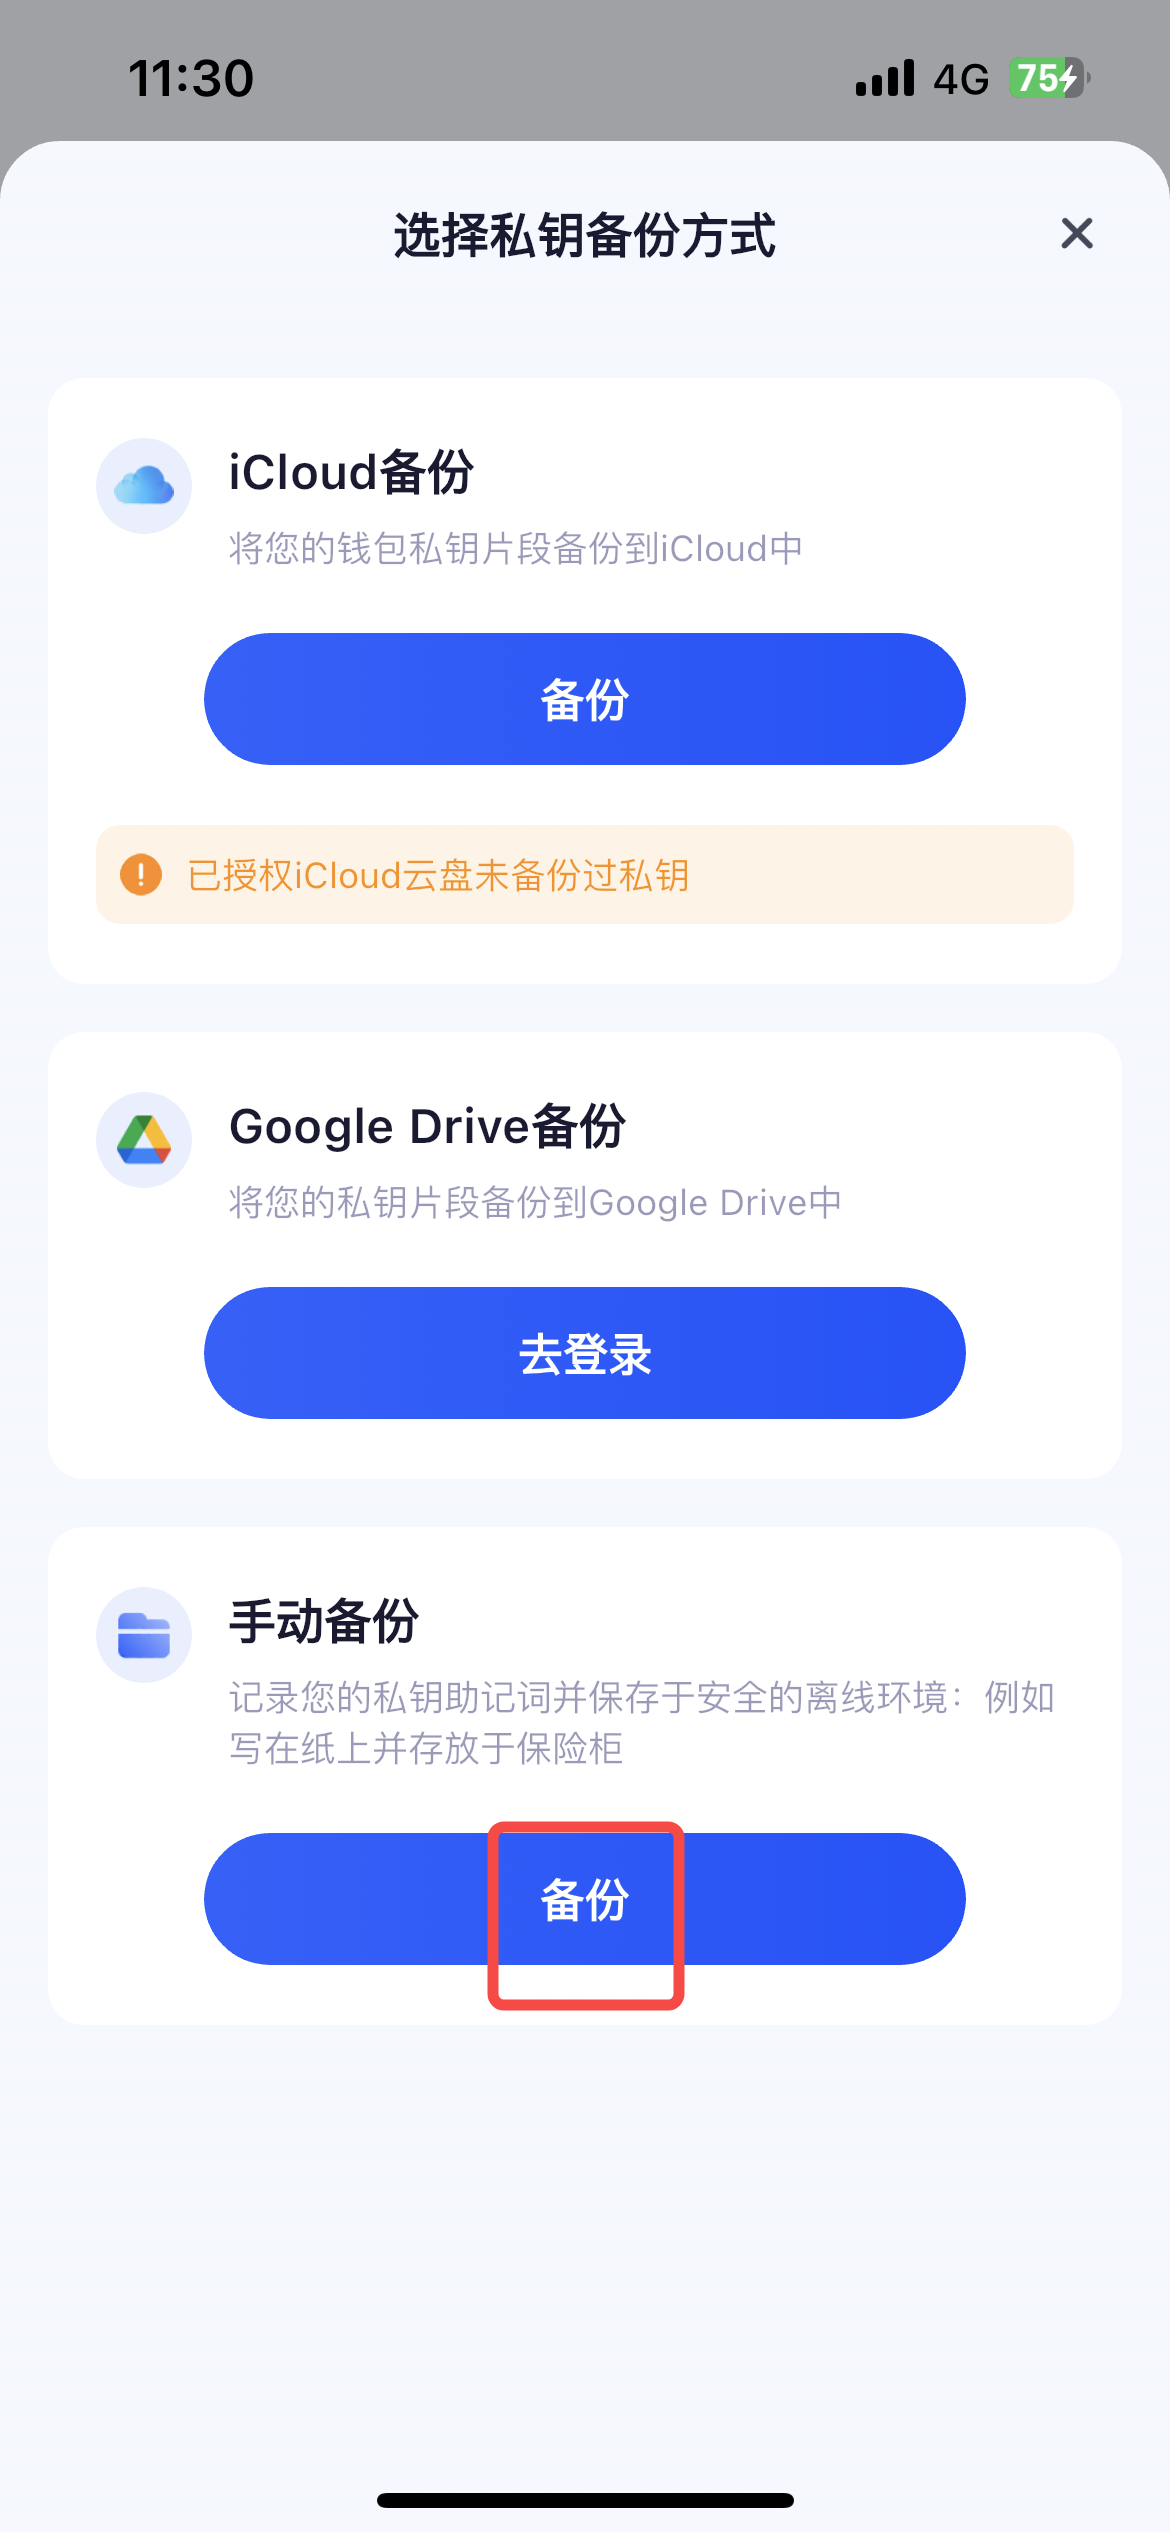 11:30
4G
75
选择私钥备份方式
iCloud备份
将您的钱包私钥片段备份到iCloud中
备份
已授权iCloud云盘未备份过私钥
Google Drive备份
将您的私钥片段备份到Google Drive中
去登录
手动备份
记录您的私钥助记词并保存于安全的离线环境：例如
写在纸上并存放于保险柜
备份